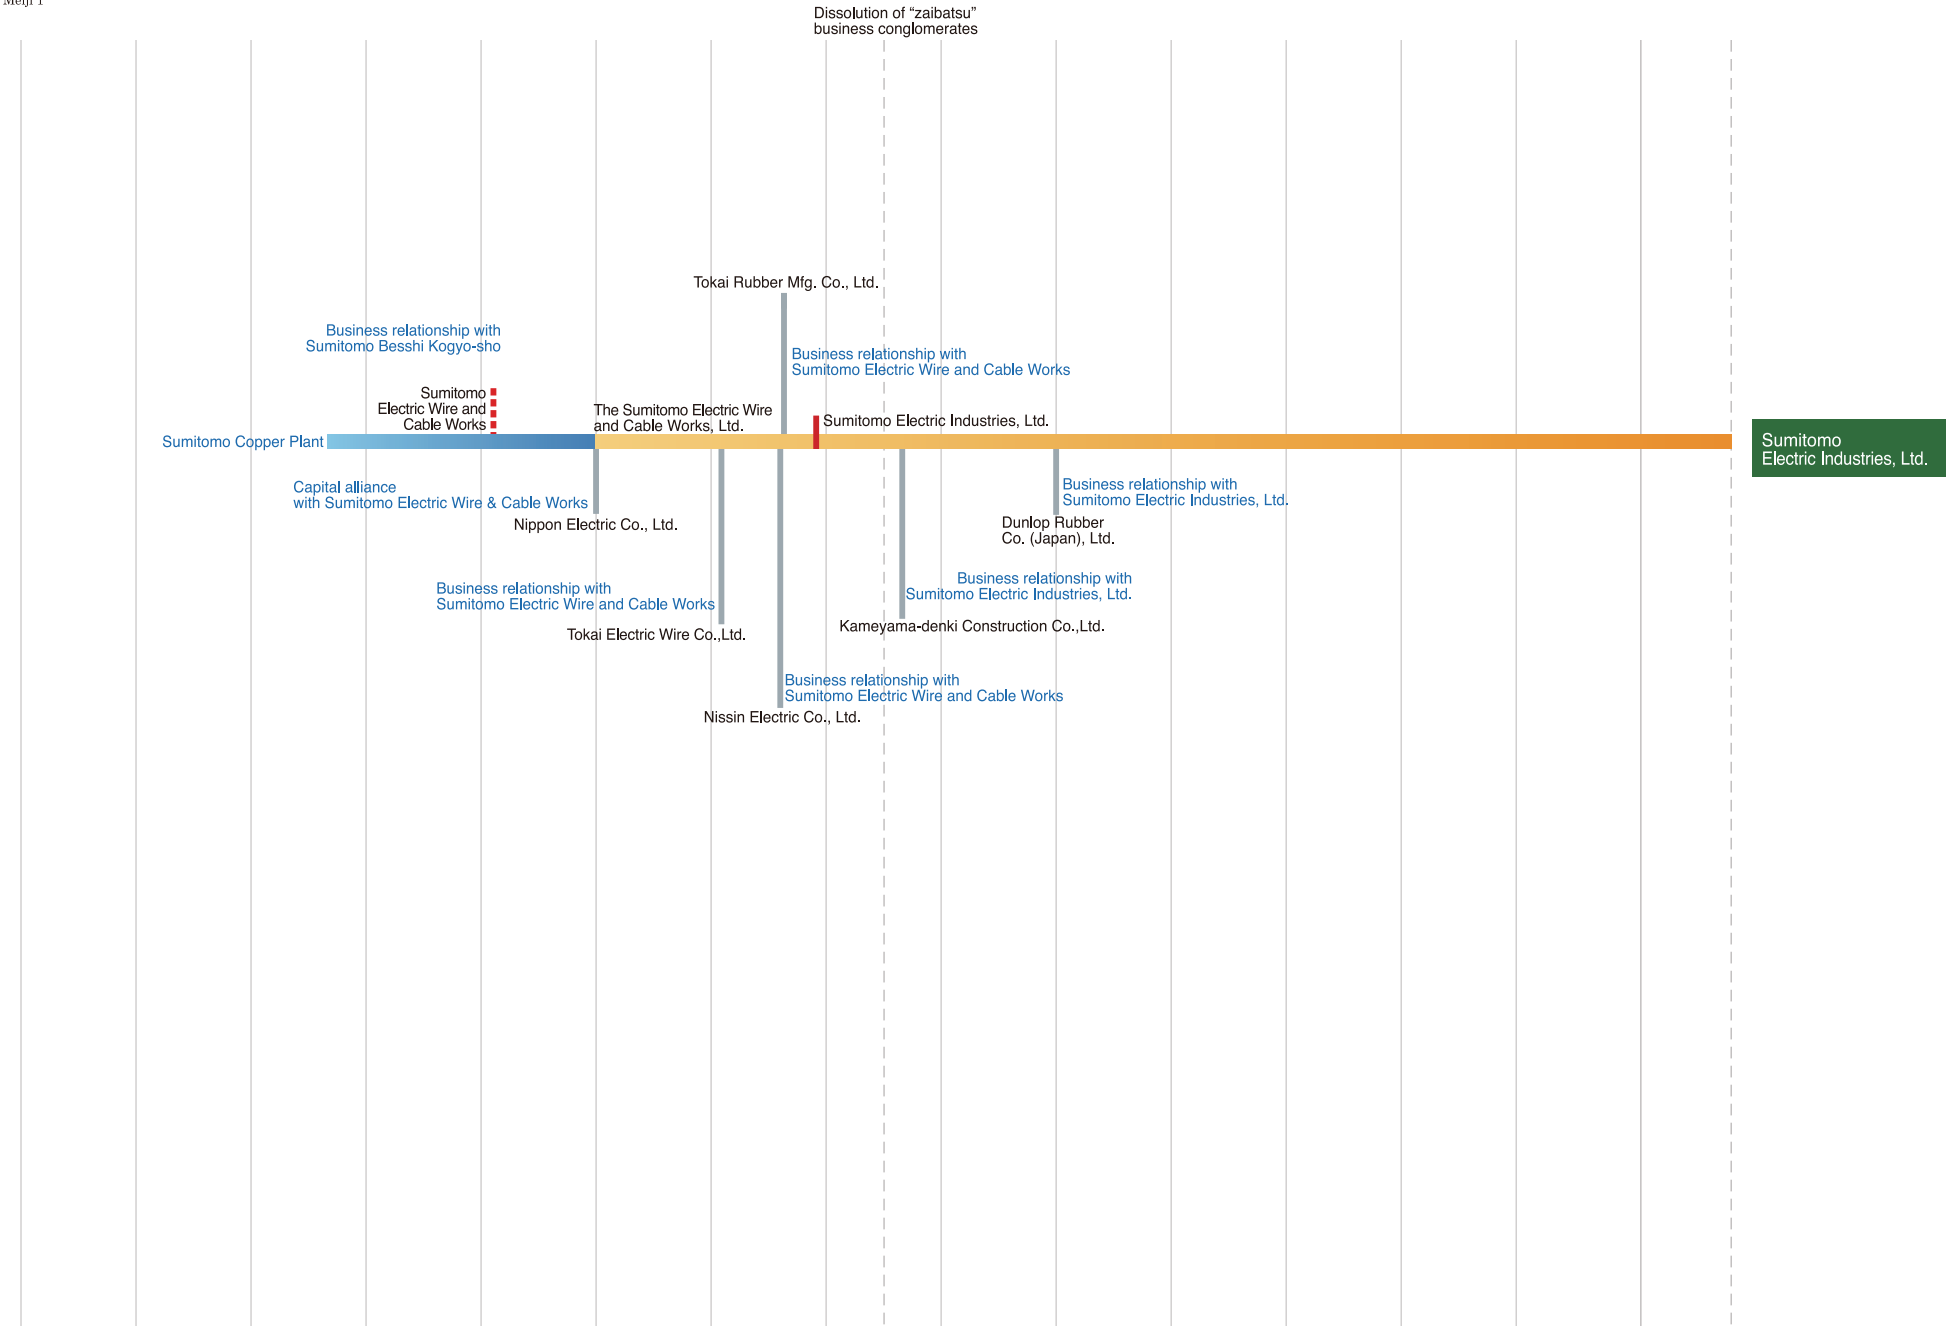 Meiji 1
Dissolution of “zaibatsu”
business conglomerates
Tokai Rubber Mfg. Co., Ltd.
Business relationship with
Sumitomo Besshi Kogyo-sho
Business relationship with
Sumitomo Electric Wire and Cable Works
Sumitomo
Electric Wire and
Cable Works
The Sumitomo Electric Wire
and Cable Works, Ltd.
Sumitomo Electric Industries, Ltd.
Sumitomo Copper Plant
Sumitomo
Electric Industries, Ltd.
Capital alliance
with Sumitomo Electric Wire & Cable Works
Nippon Electric Co., Ltd.
Business relationship with
Sumitomo Electric Industries, Ltd.
Dunlop Rubber
Co. (Japan), Ltd.
Business relationship with
Sumitomo Electric Wire and Cable Works
Tokai Electric Wire Co.,Ltd.
Business relationship with
Sumitomo Electric Industries, Ltd.
Kameyama-denki Construction Co.,Ltd.
Business relationship with
Sumitomo Electric Wire and Cable Works
Nissin Electric Co., Ltd.